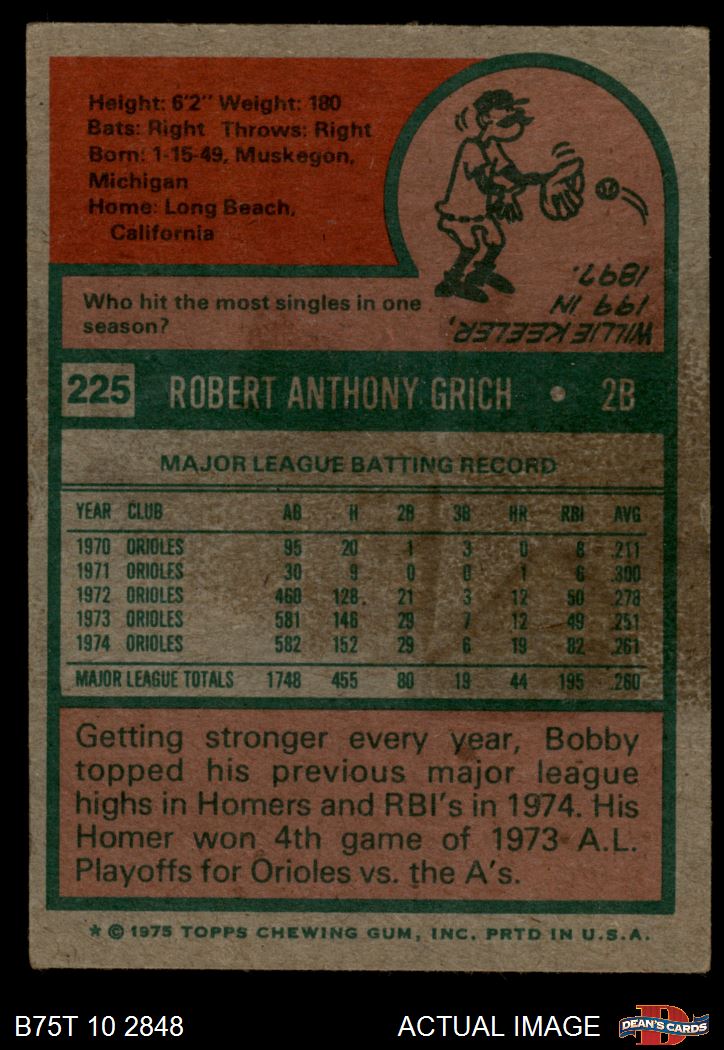 Height: 6'2" Weight: 180
Bats: Right Throws: Right
Born: 1-15-49, Muskegon,
Michigan
Home: Long Beach,
California
Who hit the most singles in one
season?
WILLIE KEELER,
199 IN
1897.
225 ROBERT ANTHONY GRICH • 2B
MAJOR LEAGUE BATTING RECORD
YEAR CLUB AB H 2B 3B HR RBI AVG
1970 ORIOLES 95 20 1 3 0 8 .211
1971 ORIOLES 30 9 0 0 1 6 .300
1972 ORIOLES 460 128 21 3 12 50 .278
1973 ORIOLES 581 146 29 7 12 49 .251
1974 ORIOLES 582 152 29 6 19 82 .261
MAJOR LEAGUE TOTALS 1748 455 80 19 44 195 .260
Getting stronger every year, Bobby
topped his previous major league
highs in Homers and RBI's in 1974. His
Homer won 4th game of 1973 A.L.
Playoffs for Orioles vs. the A's.
* © 1975 TOPPS CHEWING GUM, INC. PRTD IN U.S.A.
B75T 10 2848 ACTUAL IMAGE D DEAN'S CARDS